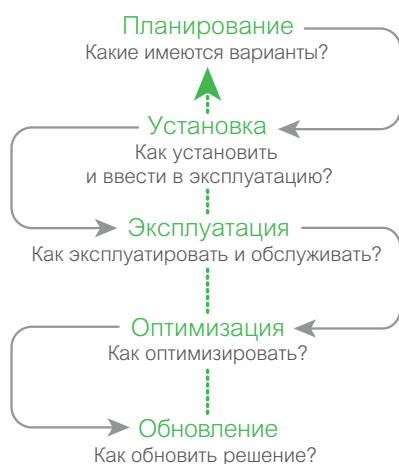 Планирование
Какие имеются варианты?
Установка
Как установить
и ввести в эксплуатацию?
Эксплуатация
Как эксплуатировать и обслуживать?
Оптимизация
Как оптимизировать?
Обновление
Как обновить решение?